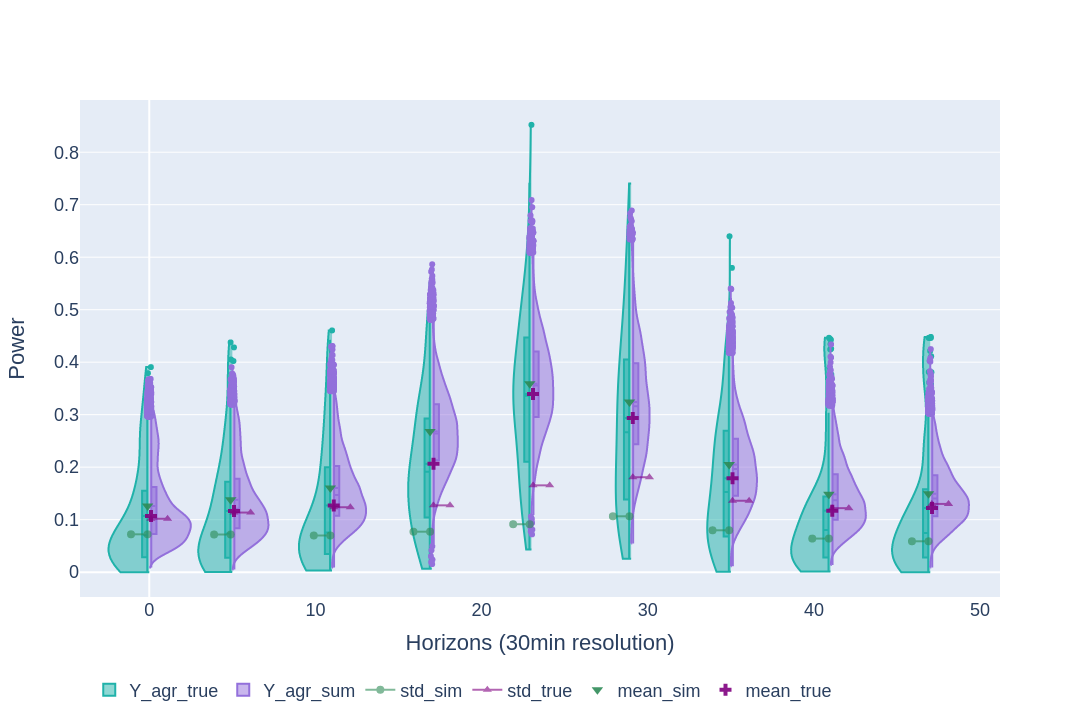 0.8
0.7
0.6
0.5
0.4
0.3
0.2
0.1
0
Power
0 10 20 30 40 50
Horizons (30min resolution)
Y_agr_true Y_agr_sum std_sim std_true mean_sim mean_true